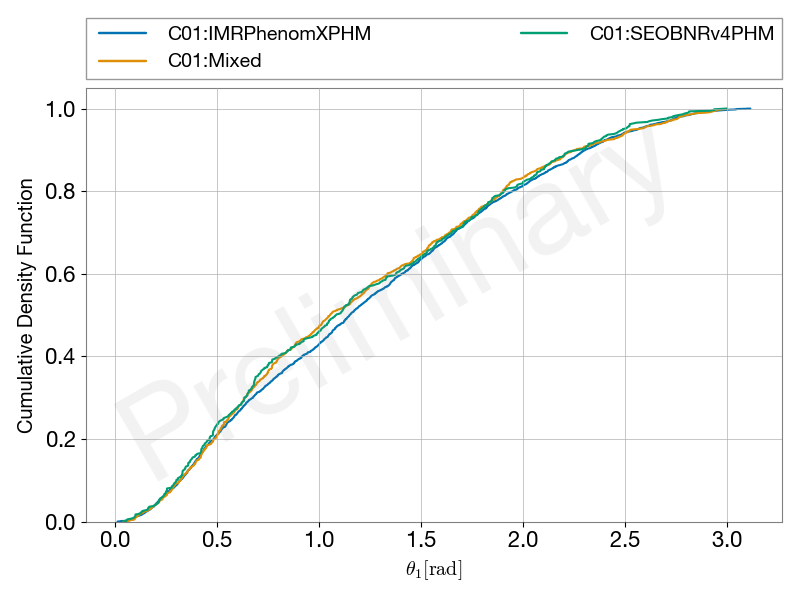 C01:IMRPhenomXPHM
C01:Mixed
C01:SEOBNRv4PHM
Cumulative Density Function
1.0
0.8
0.6
0.4
0.2
0.0
0.0 0.5 1.0 1.5 2.0 2.5 3.0
θ₁[rad]
Preliminary